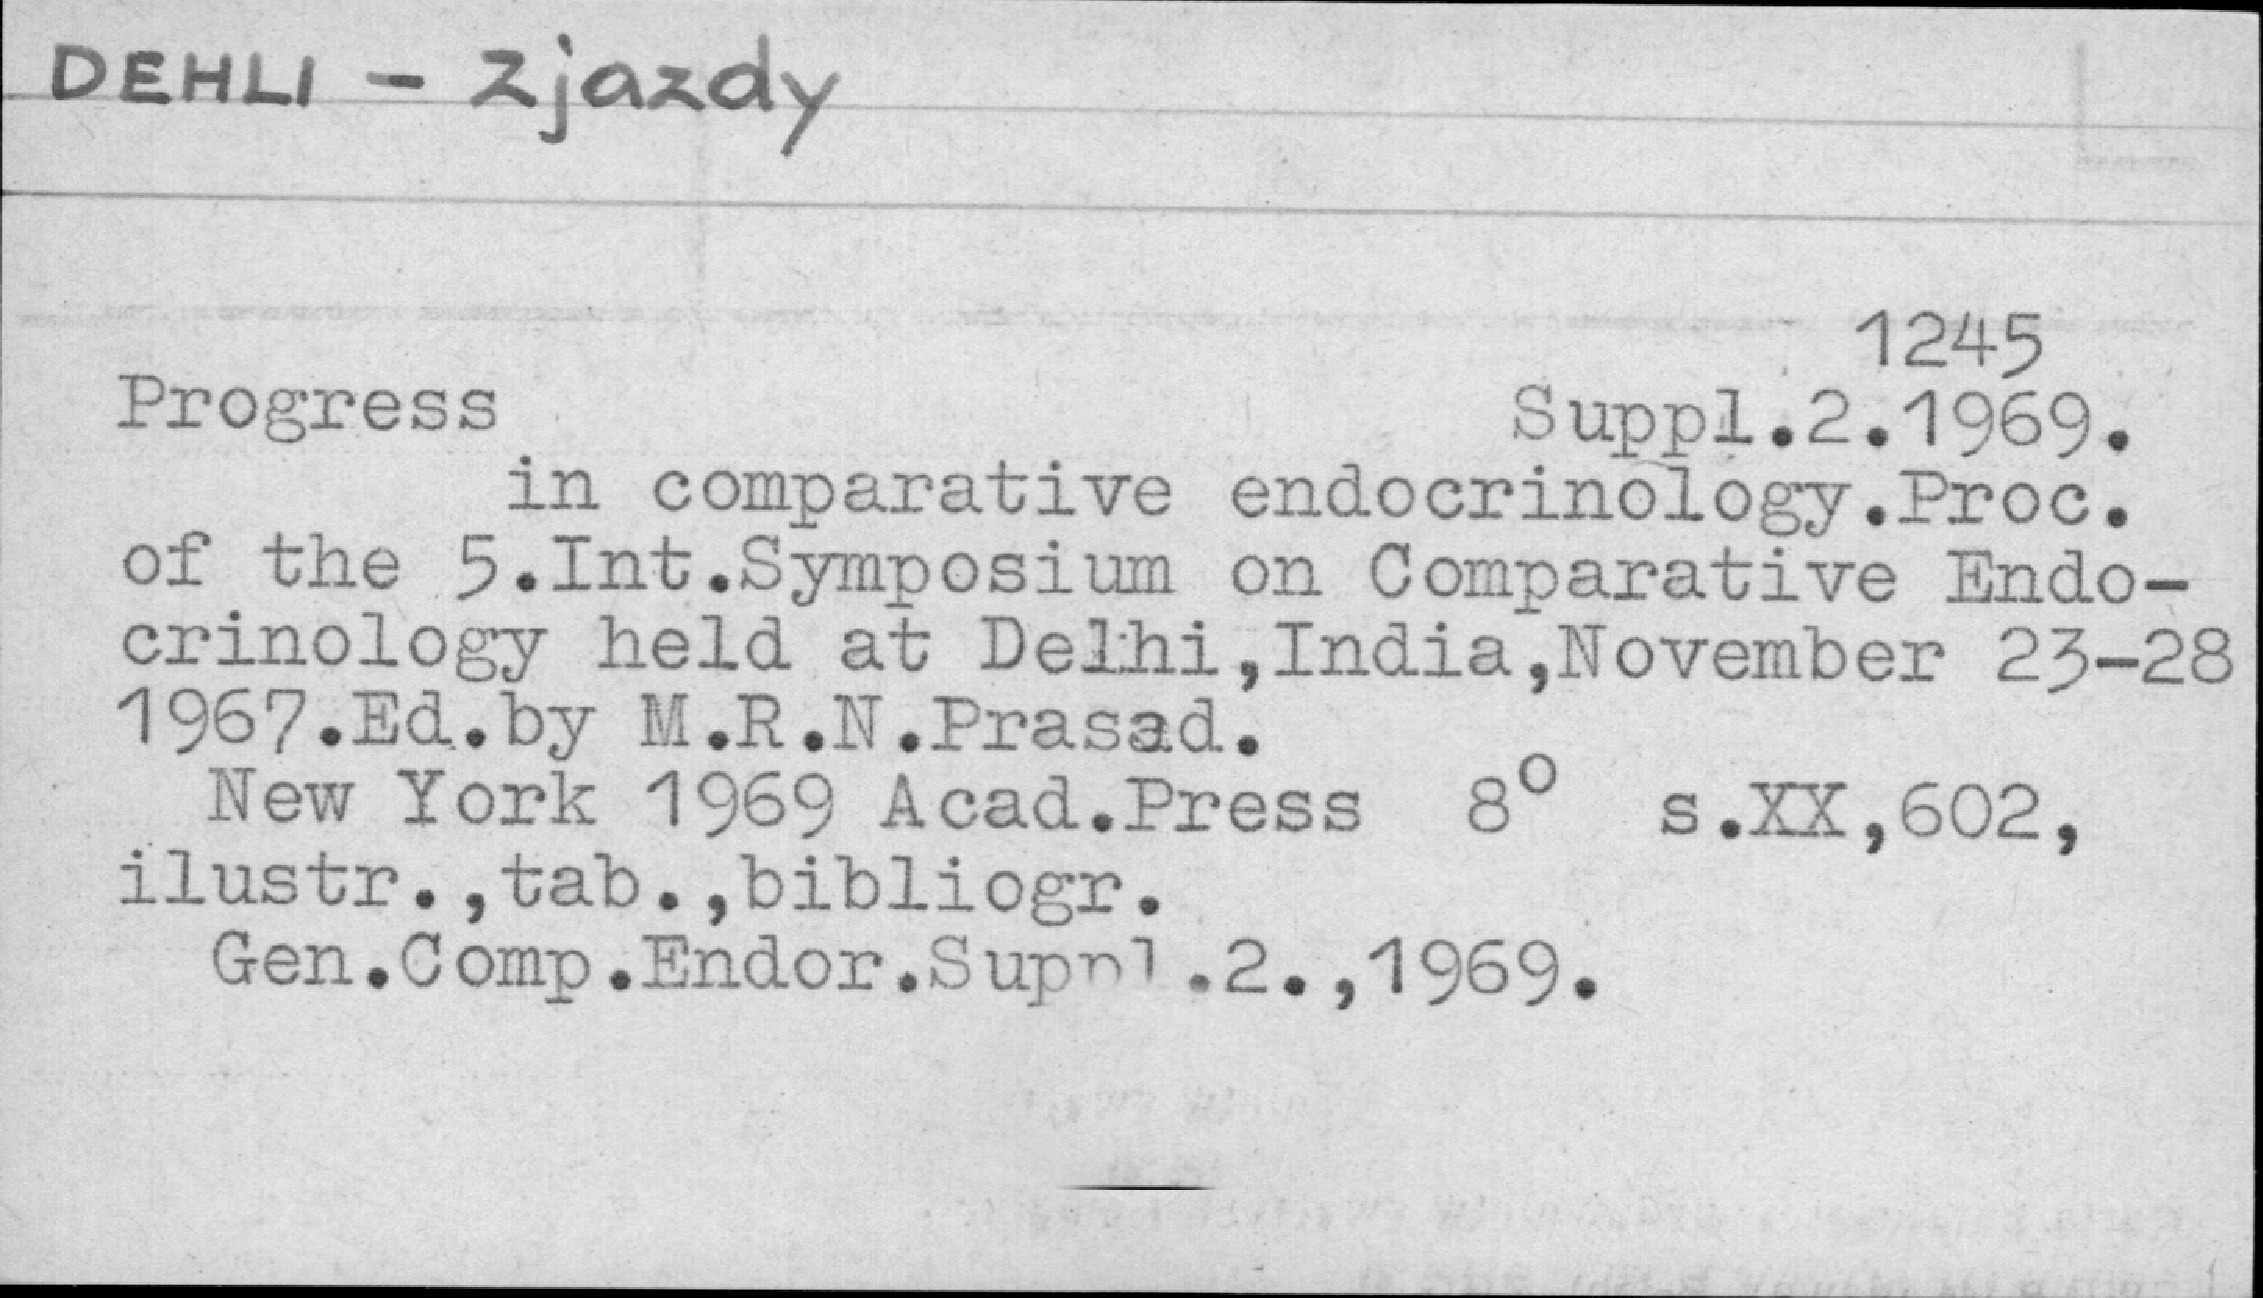 DEHLI - zjazdy
1245
Progress Suppl.2.1969.
in comparative endocrinology.Proc.
of the 5.Int.Symposium on Comparative Endo-
crinology held at Delhi,India,November 23-28
1967.Ed.by M.R.N.Prasad.
New York 1969 Acad.Press 8° s.XX,602,
ilustr.,tab.,bibliogr.
Gen.Comp.Endor.Suppl.2.,1969.